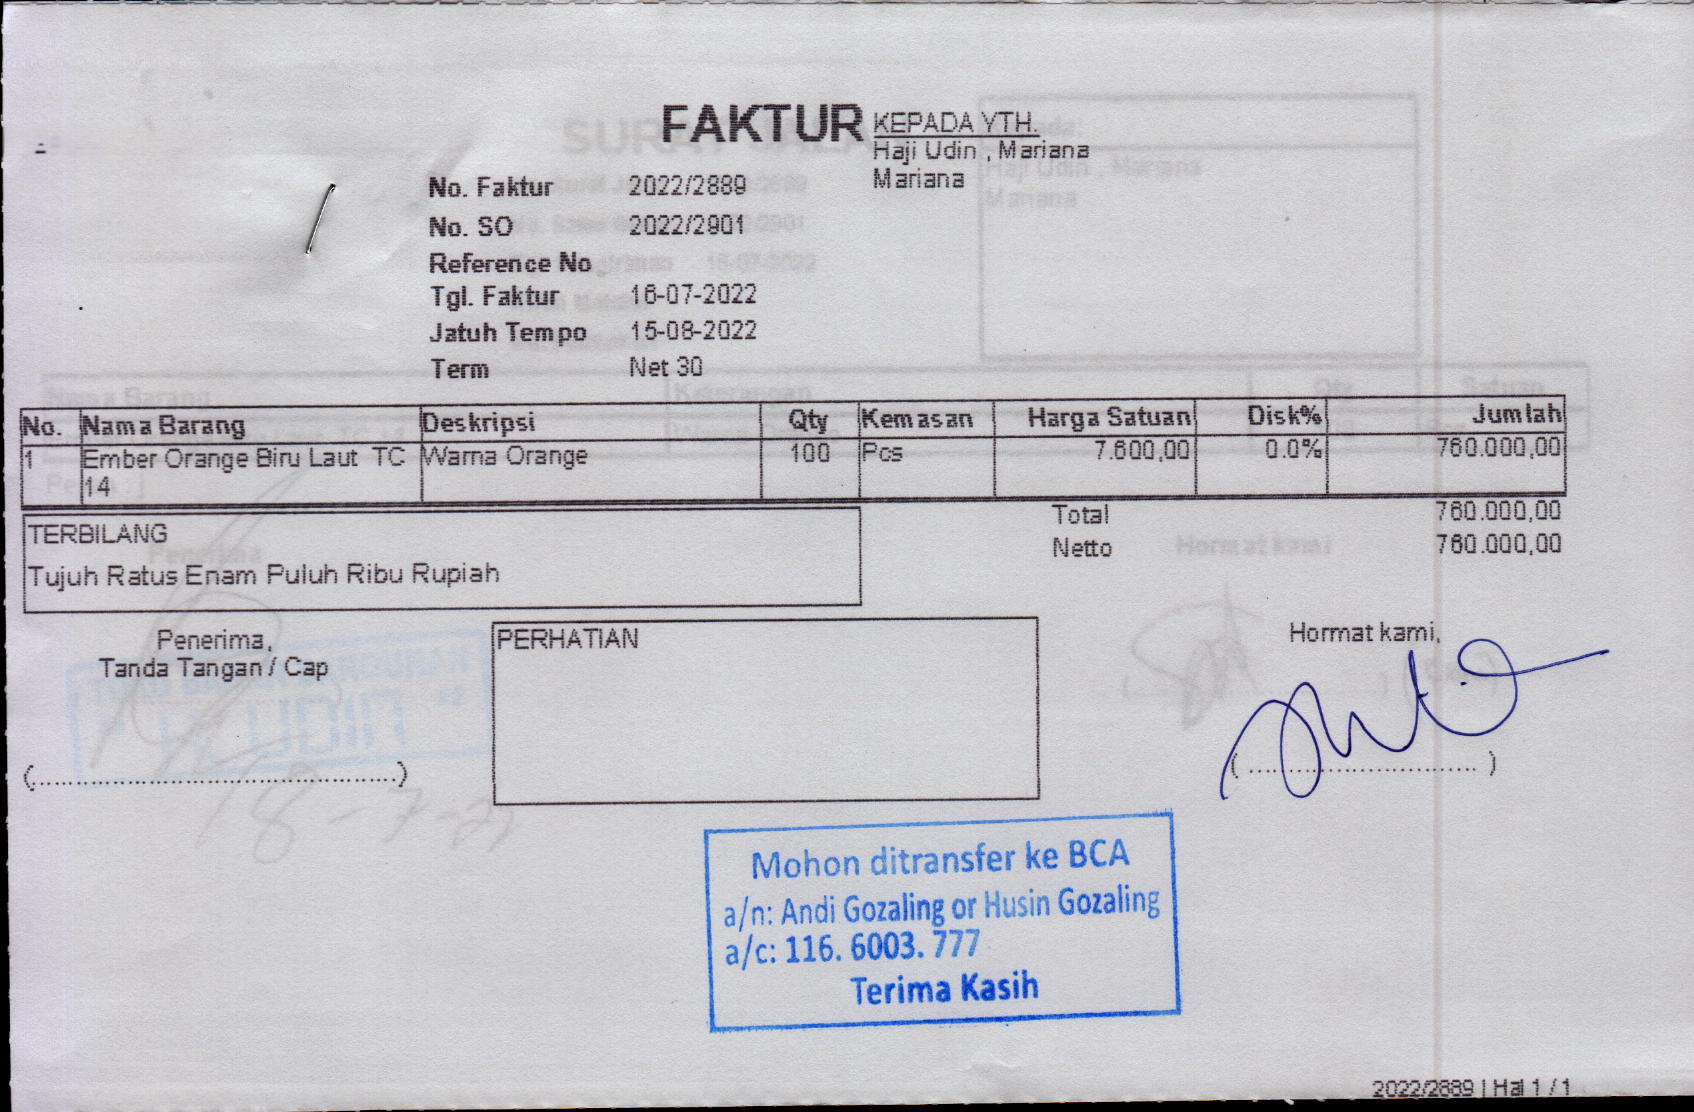 FAKTUR
KEPADA YTH.
Haji Udin , Mariana
Mariana
No. Faktur 2022/2889
No. SO 2022/2901
Reference No
Tgl. Faktur 16-07-2022
Jatuh Tempo 15-08-2022
Term Net 30
No. Nama Barang Deskripsi Qty Kemasan Harga Satuan Disk% Jumlah
1 Ember Orange Biru Laut TC 14 Warna Orange 100 Pcs 7.600,00 0.0% 760.000,00
Total 760.000,00
Netto 760.000,00
TERBILANG
Tujuh Ratus Enam Puluh Ribu Rupiah
Penerima,
Tanda Tangan / Cap
(................................................)
PERHATIAN
Hormat kami,
(..............................)
Mohon ditransfer ke BCA
a/n: Andi Gozaling or Husin Gozaling
a/c: 116. 6003. 777
Terima Kasih
2022/2889 | Hal 1 / 1